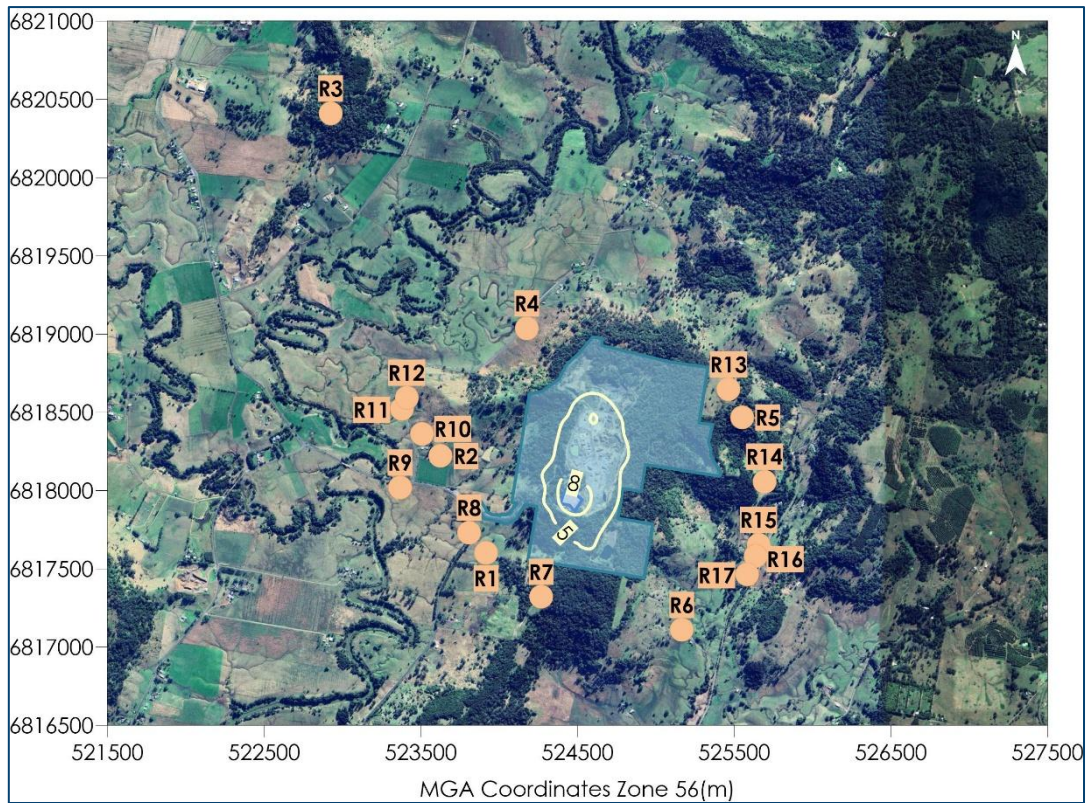 6821000
N
R3
6820500
6820000
6819500
R4
6819000
R13
R12
R11
R5
6818500
R10
R2
R14
R9
8
6818000
R8
R15
5
R16
6817500
R1
R7
R17
R6
6817000
6816500
521500 522500 523500 524500 525500 526500 527500
MGA Coordinates Zone 56(m)